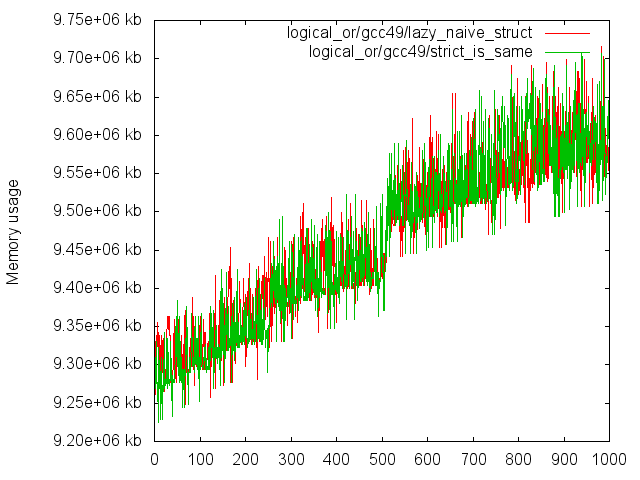 logical_or/gcc49/lazy_naive_struct
logical_or/gcc49/strict_is_same
9.75e+06 kb
9.70e+06 kb
9.65e+06 kb
9.60e+06 kb
9.55e+06 kb
9.50e+06 kb
9.45e+06 kb
9.40e+06 kb
9.35e+06 kb
9.30e+06 kb
9.25e+06 kb
9.20e+06 kb
Memory usage
0 100 200 300 400 500 600 700 800 900 1000